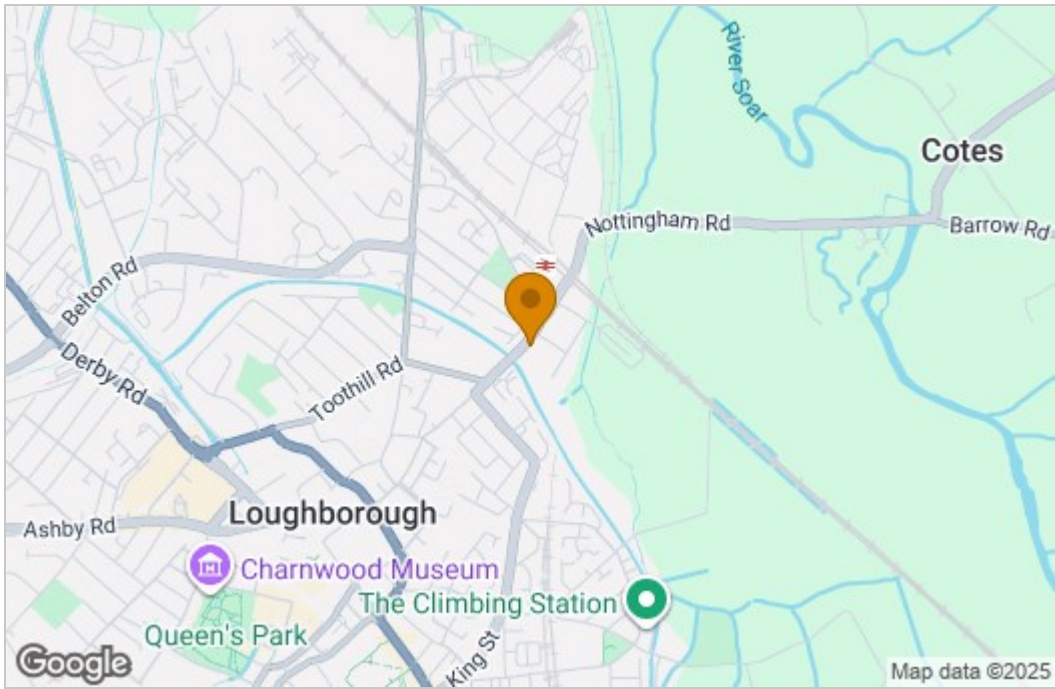 River Soar
Cotes
Nottingham Rd
Barrow Rd
Belton Rd
Derby Rd
Toothill Rd
Loughborough
Ashby Rd
Charnwood Museum
The Climbing Station
Queen's Park
King St
Google
Map data ©2025